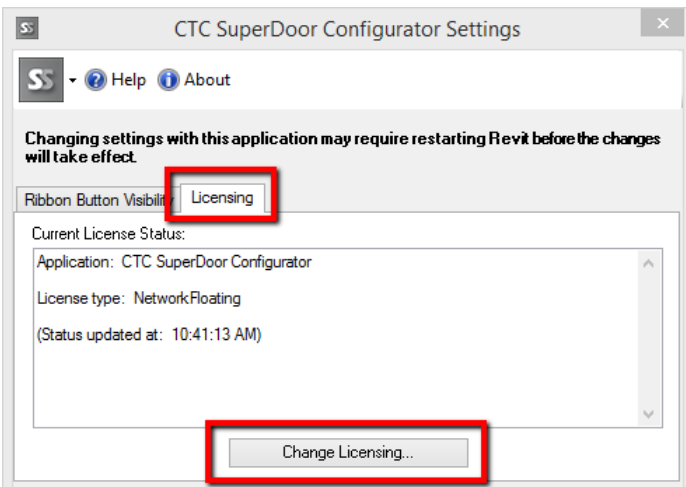 SS
CTC SuperDoor Configurator Settings
SS Help About
Changing settings with this application may require restarting Revit before the changes
will take effect.
Ribbon Button Visibility Licensing
Current License Status:
Application: CTC SuperDoor Configurator
License type: NetworkFloating
(Status updated at: 10:41:13 AM)
Change Licensing...